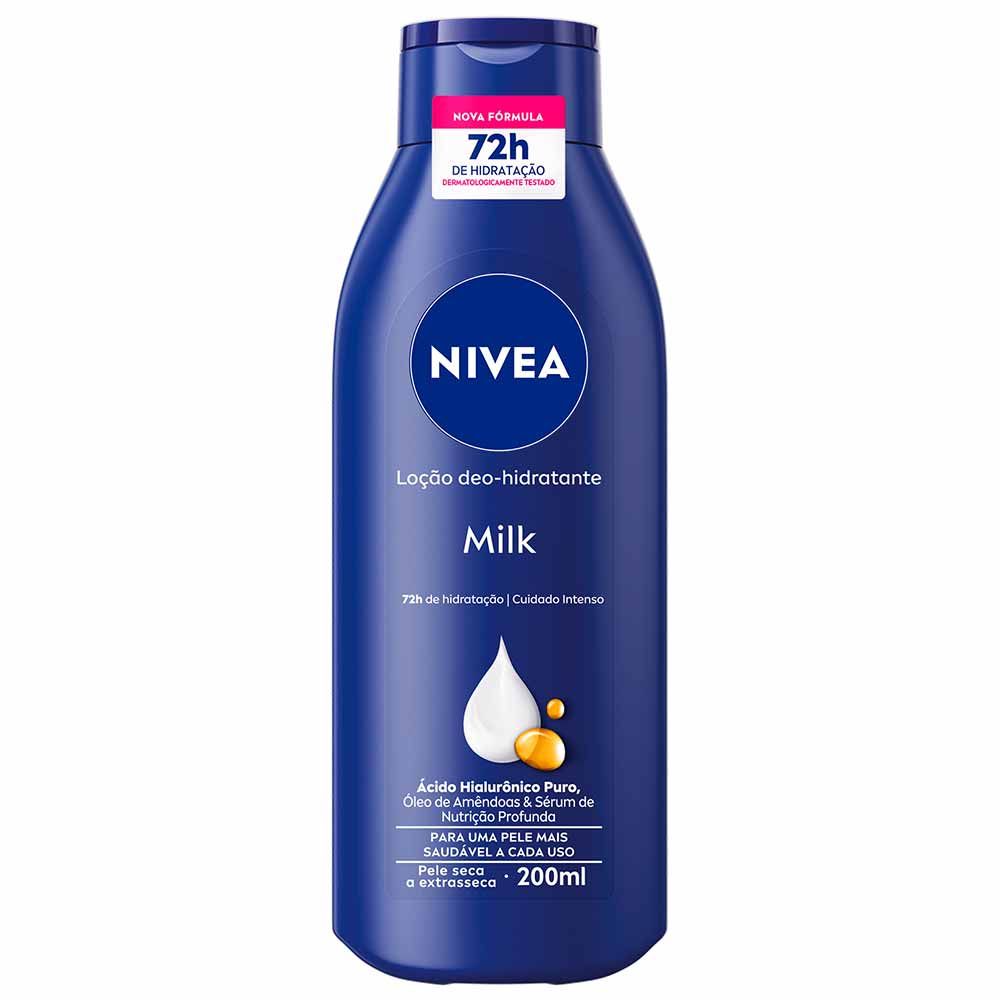 NOVA FÓRMULA
72h
DE HIDRATAÇÃO
DERMATOLOGICAMENTE TESTADO
NIVEA
Loção deo-hidratante
Milk
72h de hidratação | Cuidado Intenso
Ácido Hialurônico Puro,
Óleo de Amêndoas & Sérum de
Nutrição Profunda
PARA UMA PELE MAIS
SAUDÁVEL A CADA USO
Pele seca
a extrasseca · 200ml